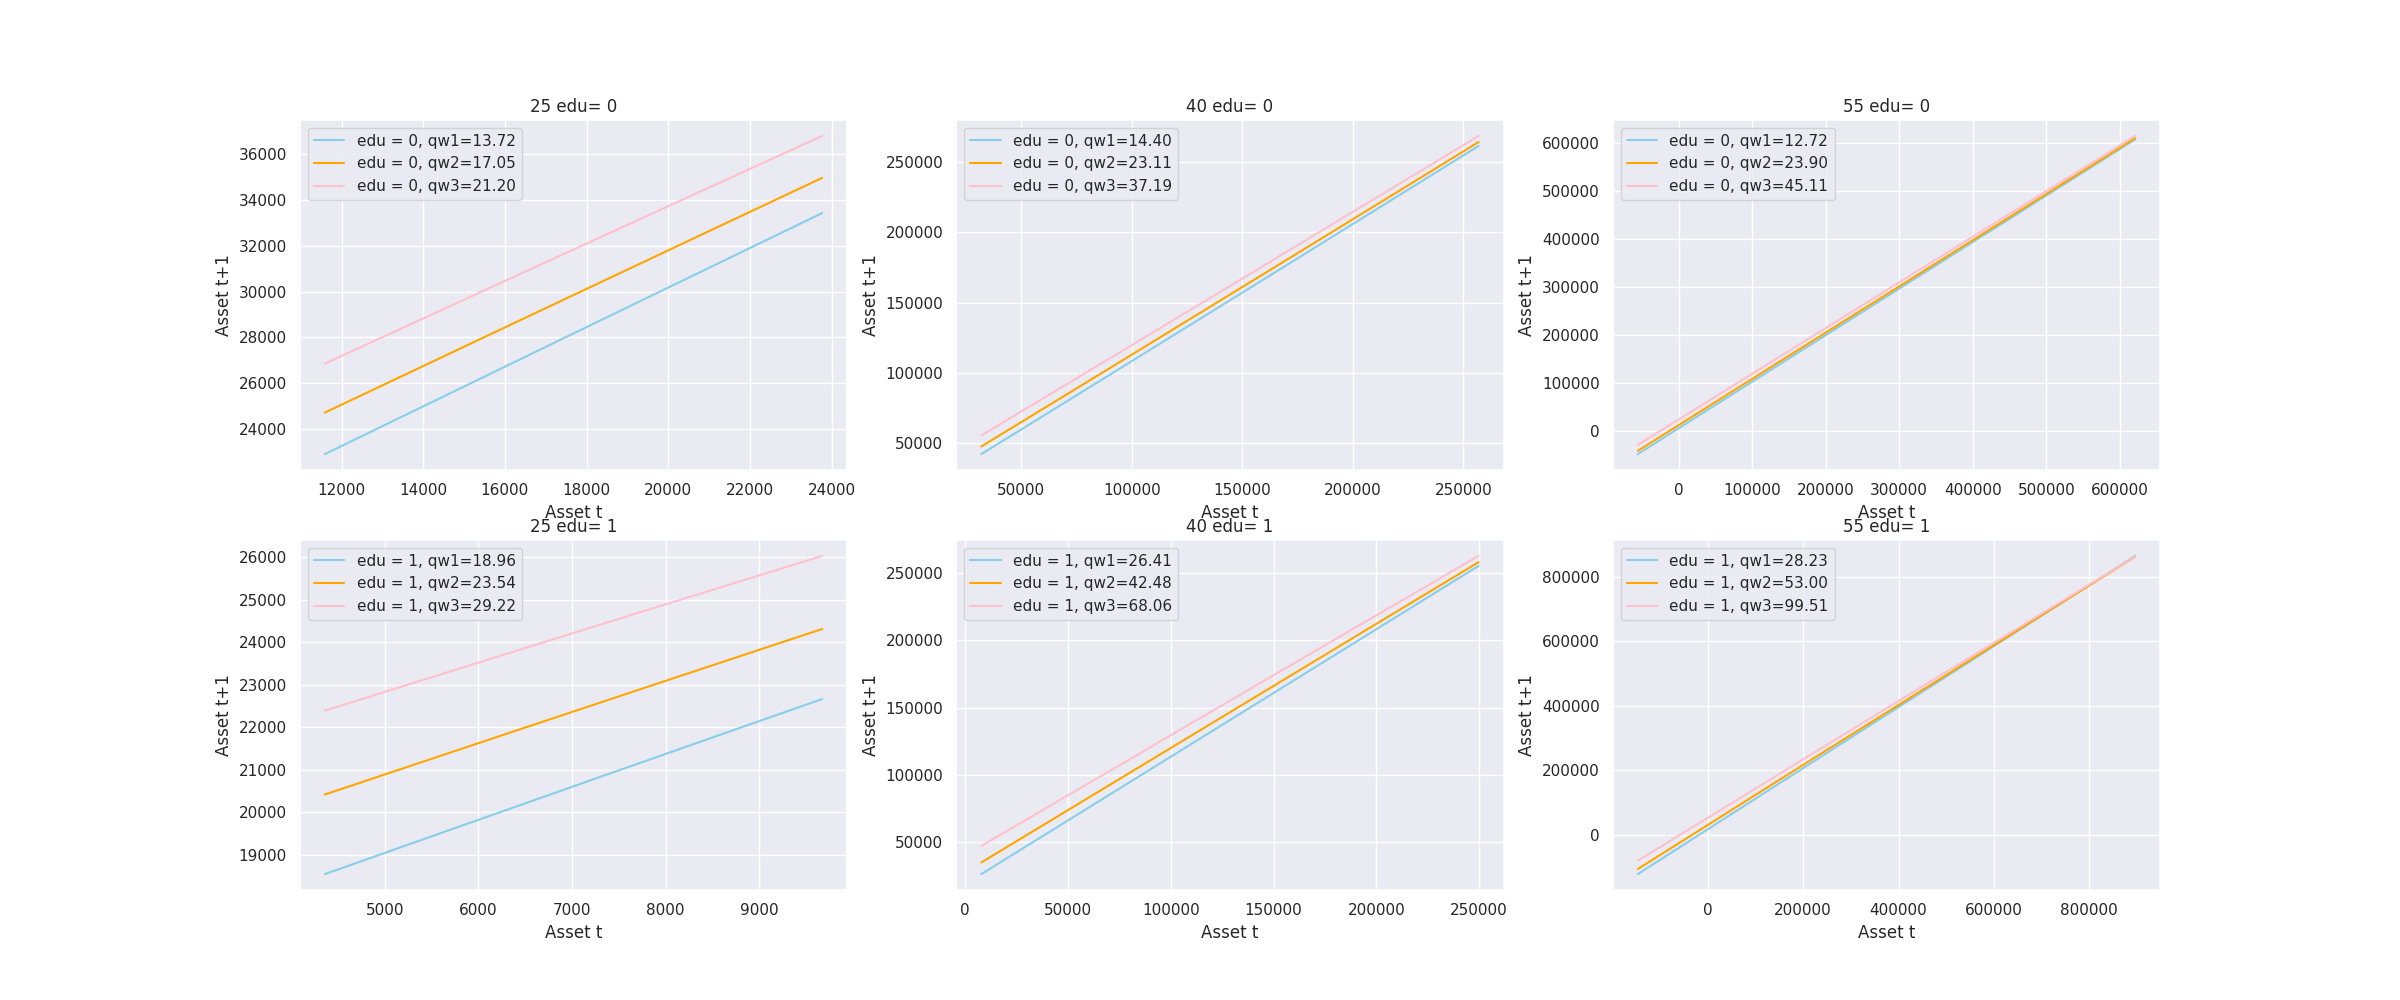 25 edu= 0
edu = 0, qw1=13.72
edu = 0, qw2=17.05
edu = 0, qw3=21.20
36000
34000
32000
30000
28000
26000
24000
Asset t+1
12000 14000 16000 18000 20000 22000 24000
Asset t
40 edu= 0
edu = 0, qw1=14.40
edu = 0, qw2=23.11
edu = 0, qw3=37.19
250000
200000
150000
100000
50000
Asset t+1
50000 100000 150000 200000 250000
Asset t
55 edu= 0
edu = 0, qw1=12.72
edu = 0, qw2=23.90
edu = 0, qw3=45.11
600000
500000
400000
300000
200000
100000
0
Asset t+1
0 100000 200000 300000 400000 500000 600000
Asset t
25 edu= 1
edu = 1, qw1=18.96
edu = 1, qw2=23.54
edu = 1, qw3=29.22
26000
25000
24000
23000
22000
21000
20000
19000
Asset t+1
5000 6000 7000 8000 9000
Asset t
40 edu= 1
edu = 1, qw1=26.41
edu = 1, qw2=42.48
edu = 1, qw3=68.06
250000
200000
150000
100000
50000
Asset t+1
0 50000 100000 150000 200000 250000
Asset t
55 edu= 1
edu = 1, qw1=28.23
edu = 1, qw2=53.00
edu = 1, qw3=99.51
800000
600000
400000
200000
0
Asset t+1
0 200000 400000 600000 800000
Asset t